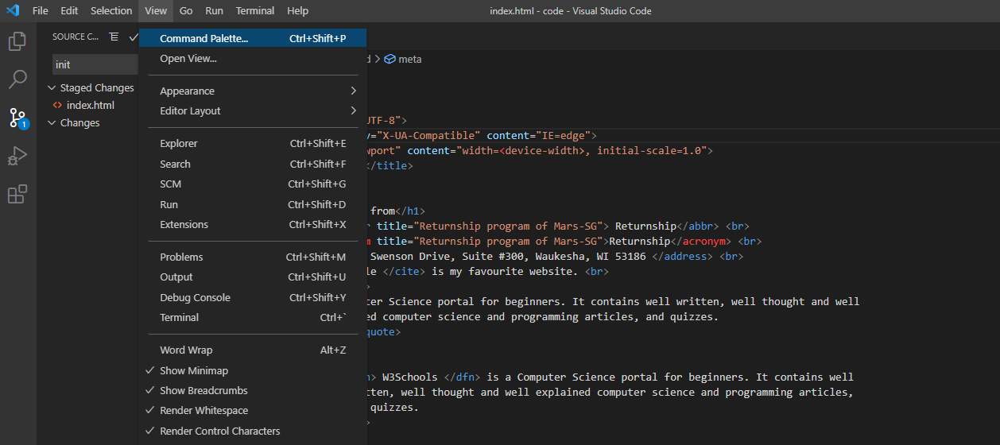 File Edit Selection View Go Run Terminal Help index.html - code - Visual Studio Code
SOURCE C...
init
Staged Changes
index.html
1
Changes
Command Palette... Ctrl+Shift+P
Open View...
Appearance
Editor Layout
Explorer Ctrl+Shift+E
Search Ctrl+Shift+F
SCM Ctrl+Shift+G
Run Ctrl+Shift+D
Extensions Ctrl+Shift+X
Problems Ctrl+Shift+M
Output Ctrl+Shift+U
Debug Console Ctrl+Shift+Y
Terminal Ctrl+`
Word Wrap Alt+Z
Show Minimap
Show Breadcrumbs
Render Whitespace
Render Control Characters
d > meta
UTF-8">
v="X-UA-Compatible" content="IE=edge">
wport" content="width=<device-width>, initial-scale=1.0">
</title>
from</h1>
r title="Returnship program of Mars-SG"> Returnship</abbr> <br>
m title="Returnship program of Mars-SG">Returnship</acronym> <br>
Swenson Drive, Suite #300, Waukesha, WI 53186 </address> <br>
le </cite> is my favourite website. <br>
>
ter Science portal for beginners. It contains well written, well thought and well
ed computer science and programming articles, and quizzes.
quote>
n> W3Schools </dfn> is a Computer Science portal for beginners. It contains well
tten, well thought and well explained computer science and programming articles,
quizzes.
>